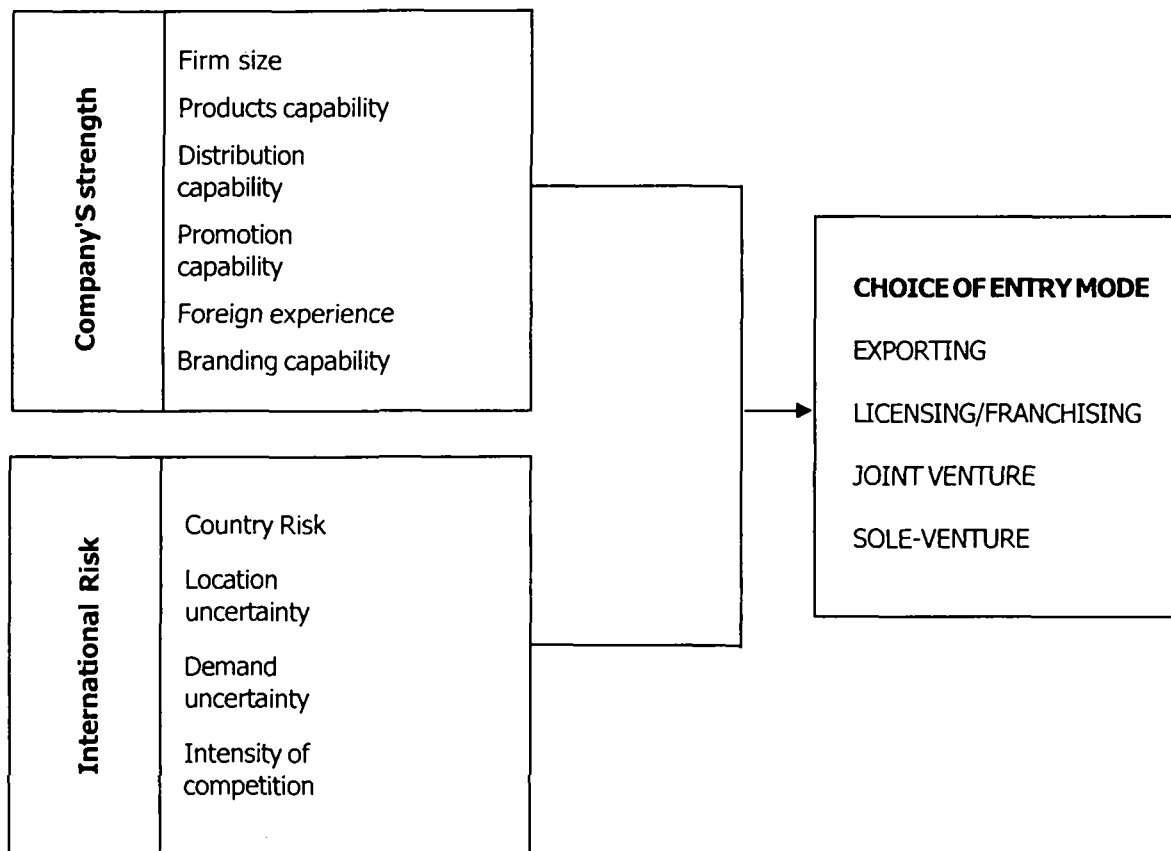 Company'S strength
Firm size
Products capability
Distribution
capability
Promotion
capability
Foreign experience
Branding capability
International Risk
Country Risk
Location
uncertainty
Demand
uncertainty
Intensity of
competition
CHOICE OF ENTRY MODE
EXPORTING
LICENSING/FRANCHISING
JOINT VENTURE
SOLE-VENTURE